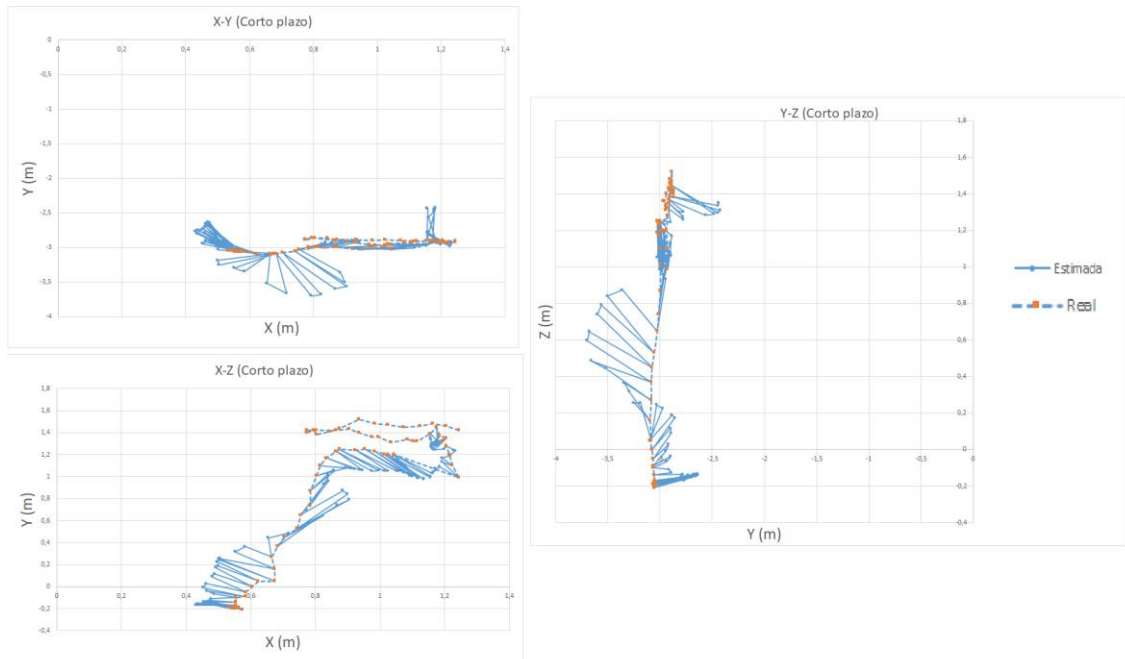 X-Y (Corto plazo)
0 0,2 0,4 0,6 0,8 1 1,2 1,4
0
-0,5
-1
-1,5
-2
-2,5
-3
-3,5
-4
Y (m)
X (m)
X-Z (Corto plazo)
1,8
1,6
1,4
1,2
1
0,8
0,6
0,4
0,2
0
-0,2
-0,4
0 0,2 0,4 0,6 0,8 1 1,2 1,4
Y (m)
X (m)
Y-Z (Corto plazo)
1,8
1,6
1,4
1,2
1
0,8
0,6
0,4
0,2
0
-0,2
-0,4
-4 -3,5 -3 -2,5 -2 -1,5 -1 -0,5 0
Z (m)
Y (m)
Estimada
Real